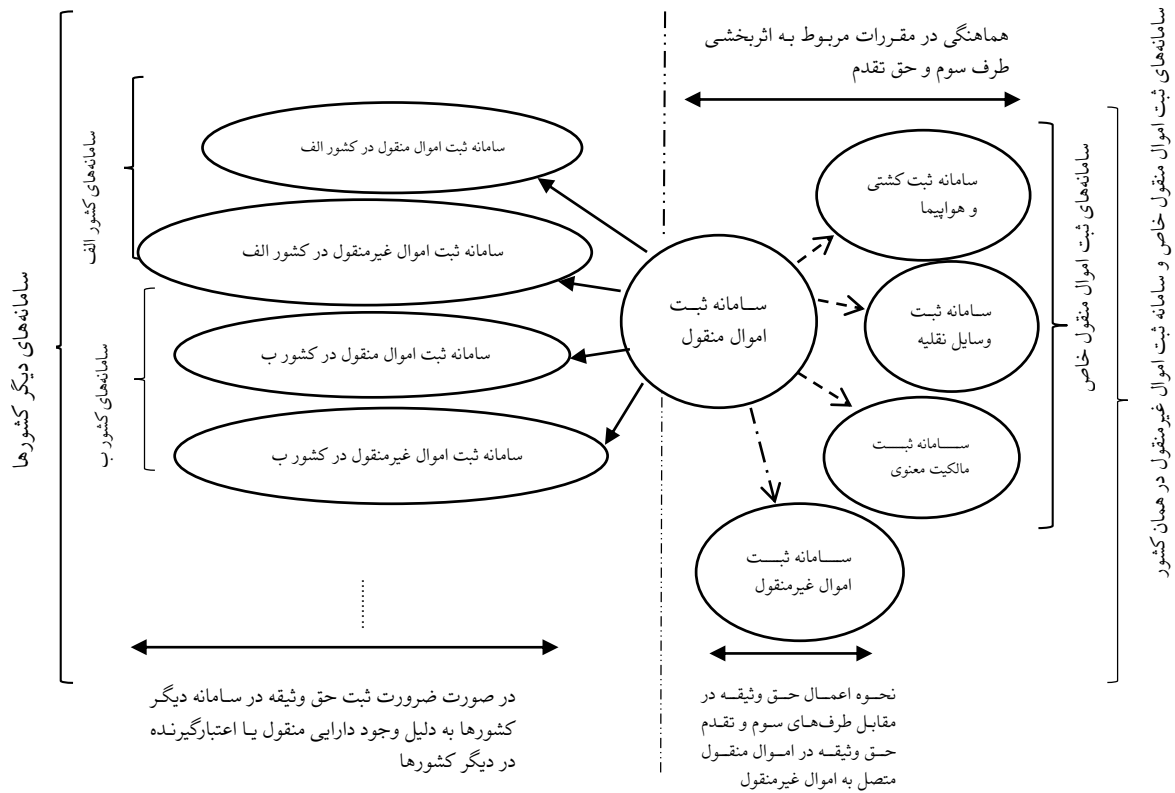 سامانه‌های ثبت اموال منقول خاص و سامانه ثبت اموال غیرمنقول در همان کشور
هماهنگی در مقررات مربوط به اثربخشی
طرف سوم و حق تقدم
سامانه‌های ثبت اموال منقول خاص
سامانه ثبت کشتی
و هواپیما
سامانه ثبت
وسایل نقلیه
سامانه ثبت
مالکیت معنوی
سامانه ثبت
اموال غیرمنقول
نحوه اعمال حق وثیقه در
مقابل طرف‌های سوم و تقدم
حق وثیقه در اموال منقول
متصل به اموال غیرمنقول
سامانه ثبت
اموال منقول
سامانه ثبت اموال منقول در کشور الف
سامانه ثبت اموال غیرمنقول در کشور الف
سامانه ثبت اموال منقول در کشور ب
سامانه ثبت اموال غیرمنقول در کشور ب
در صورت ضرورت ثبت حق وثیقه در سامانه دیگر
کشورها به دلیل وجود دارایی منقول یا اعتبارگیرنده
در دیگر کشورها
سامانه‌های کشور الف
سامانه‌های کشور ب
سامانه‌های دیگر کشورها